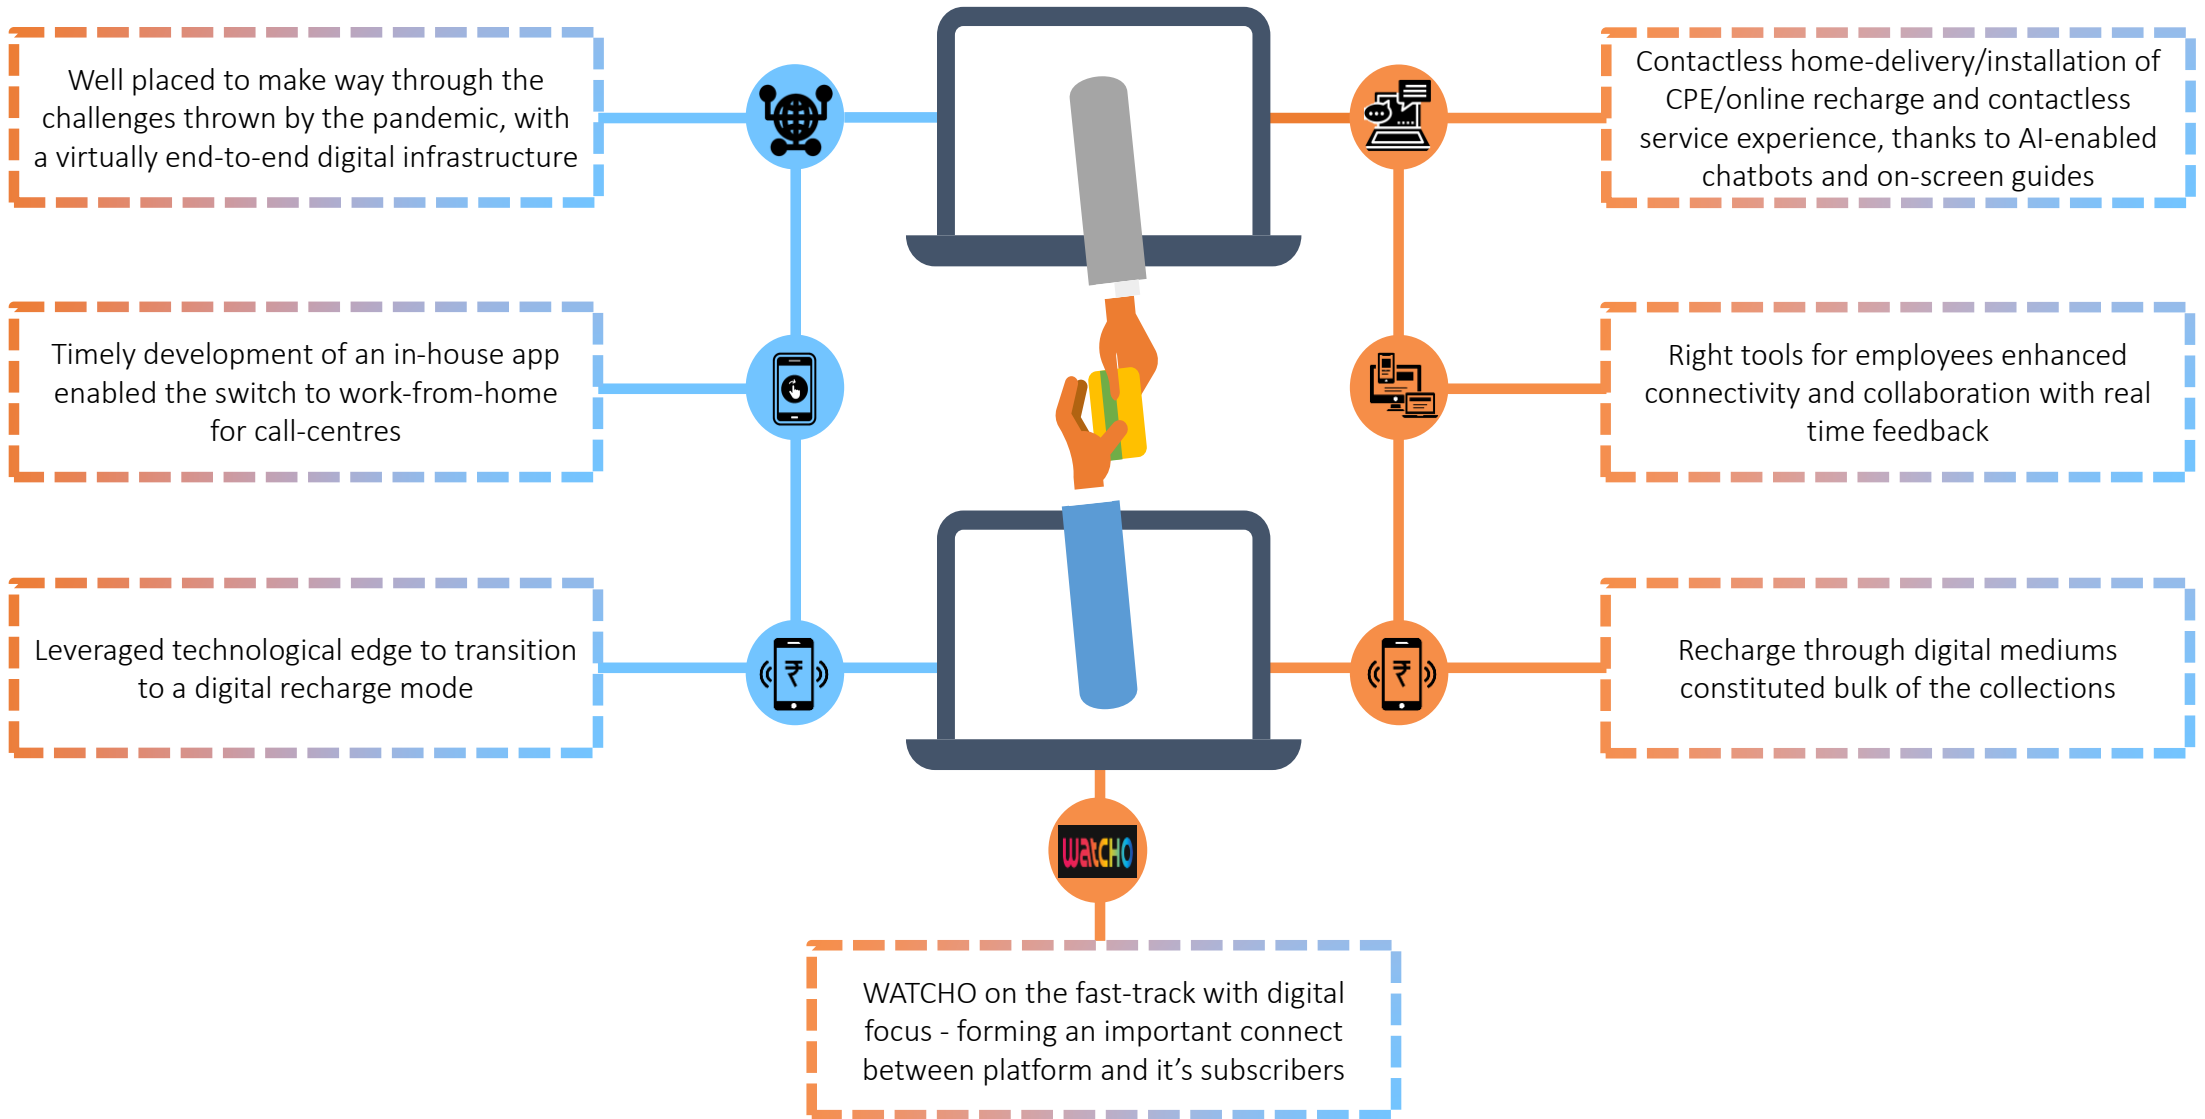 Well placed to make way through the
challenges thrown by the pandemic, with
a virtually end-to-end digital infrastructure
Contactless home-delivery/installation of
CPE/online recharge and contactless
service experience, thanks to AI-enabled
chatbots and on-screen guides
Timely development of an in-house app
enabled the switch to work-from-home
for call-centres
Right tools for employees enhanced
connectivity and collaboration with real
time feedback
Leveraged technological edge to transition
to a digital recharge mode
₹
₹
Recharge through digital mediums
constituted bulk of the collections
WatCHO
WATCHO on the fast-track with digital
focus - forming an important connect
between platform and it’s subscribers